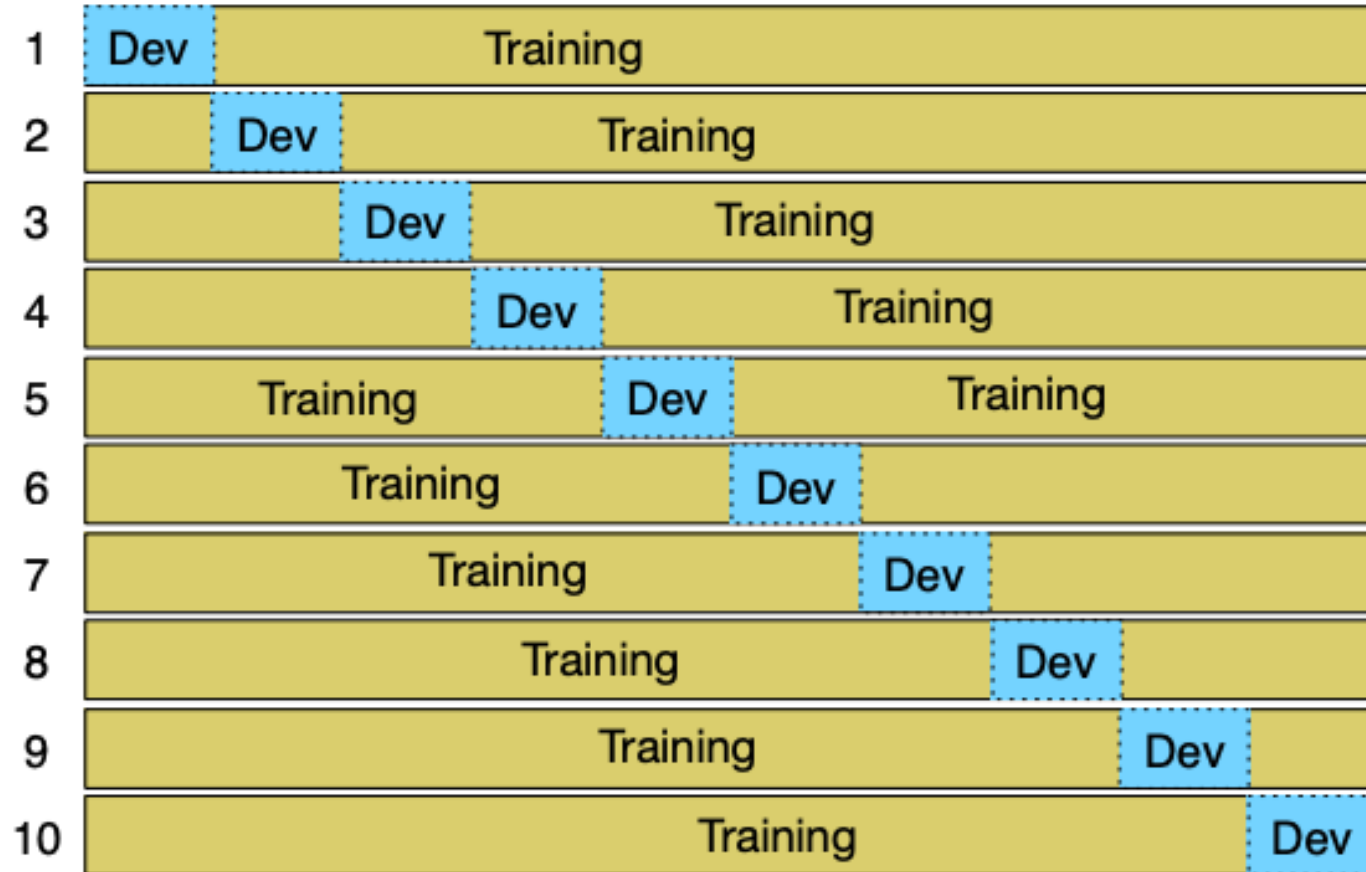 1 Dev Training
2 Dev Training
3 Dev Training
4 Dev Training
5 Training Dev Training
6 Training Dev
7 Training Dev
8 Training Dev
9 Training Dev
10 Training Dev